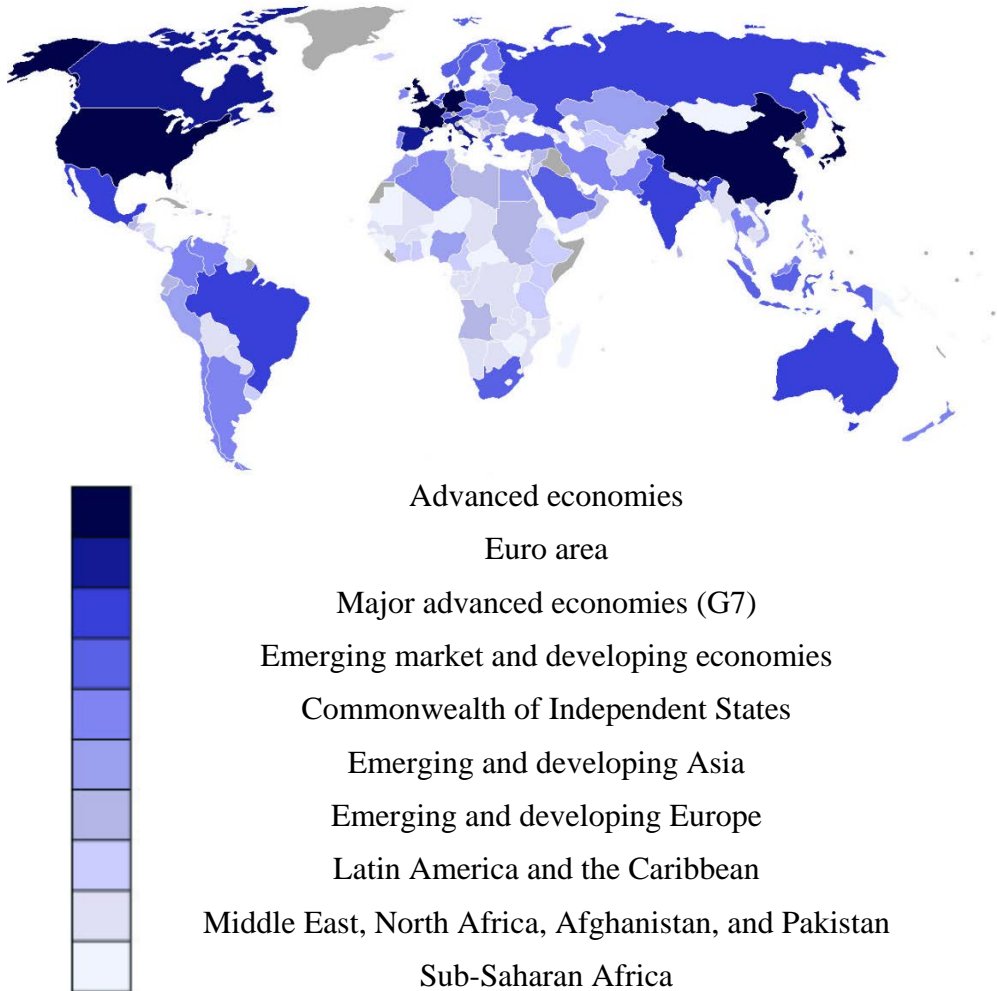 Advanced economies
Euro area
Major advanced economies (G7)
Emerging market and developing economies
Commonwealth of Independent States
Emerging and developing Asia
Emerging and developing Europe
Latin America and the Caribbean
Middle East, North Africa, Afghanistan, and Pakistan
Sub-Saharan Africa